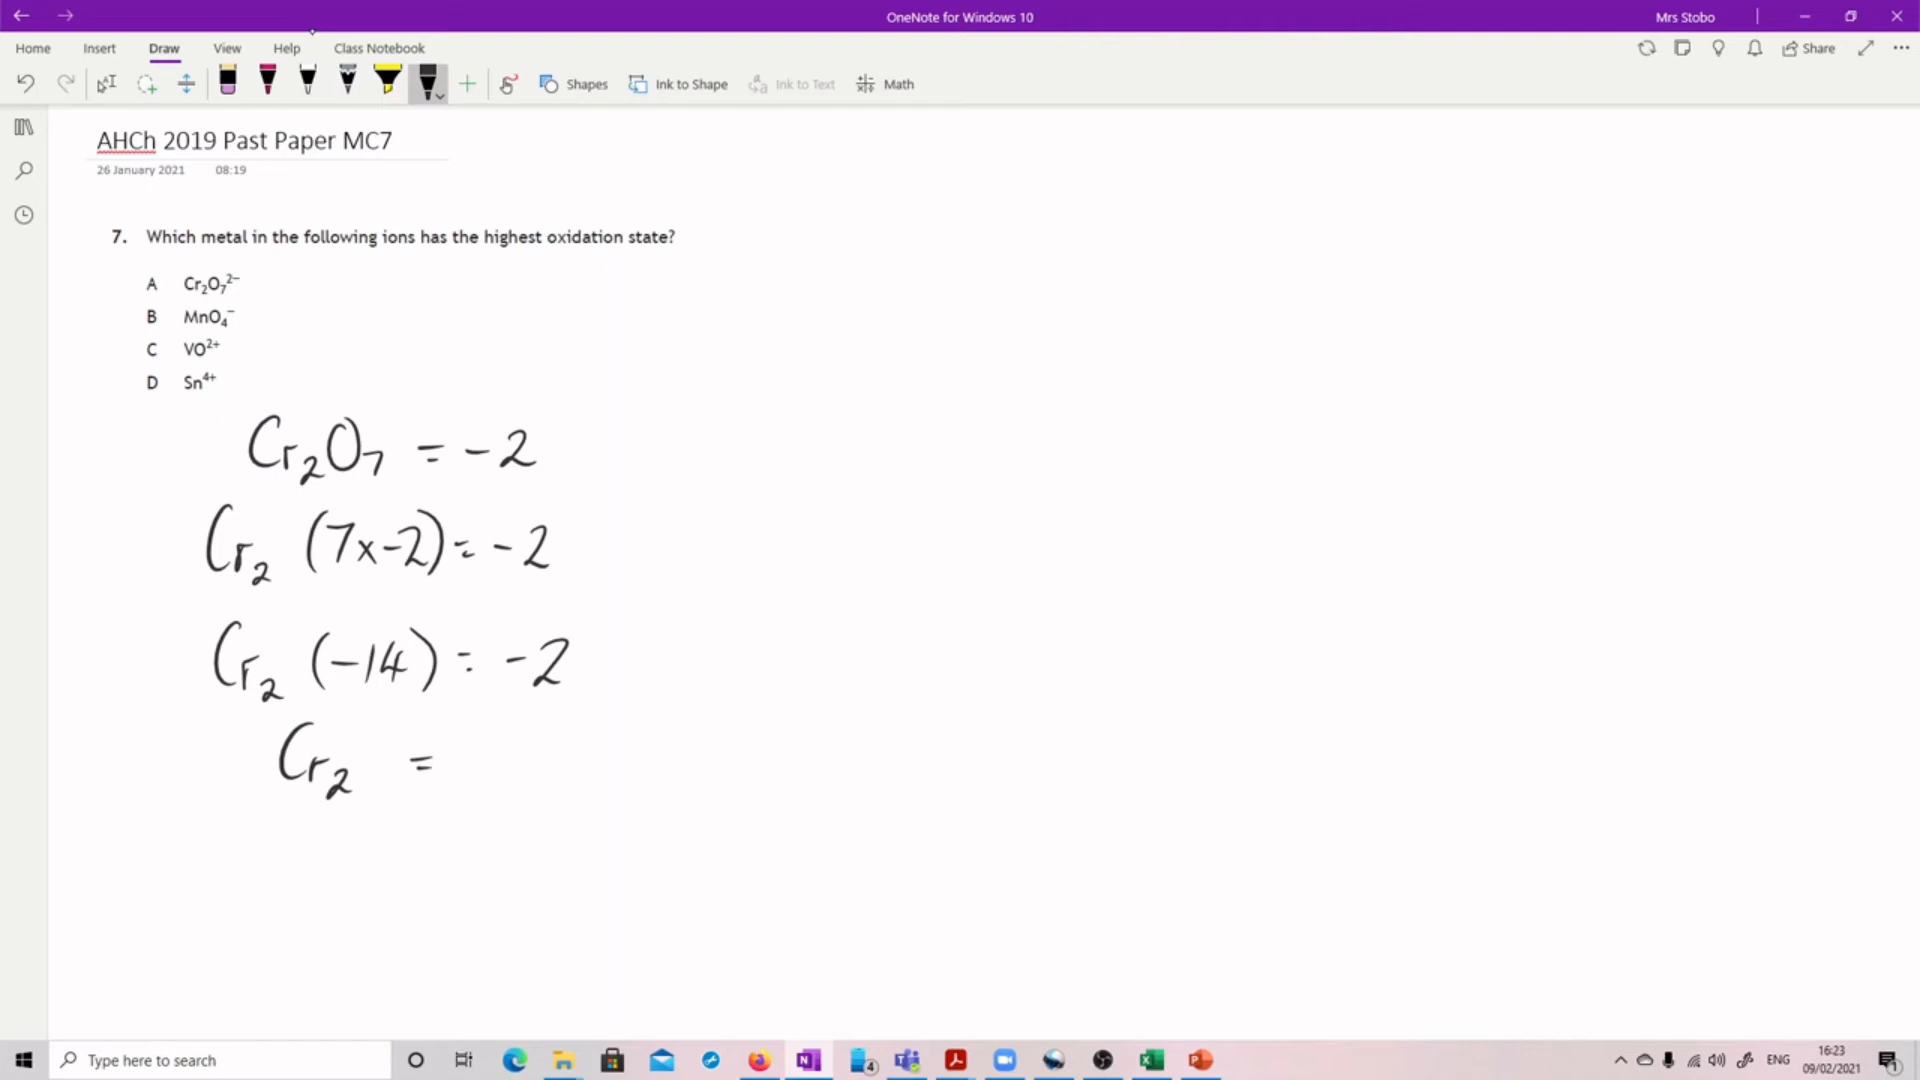 OneNote for Windows 10
Mrs Stobo
Home Insert Draw View Help Class Notebook
Share
Shapes Ink to Shape Ink to Text Math
AHCh 2019 Past Paper MC7
26 January 2021 08:19
7. Which metal in the following ions has the highest oxidation state?
A Cr₂O₇²⁻
B MnO₄⁻
C VO²⁺
D Sn⁴⁺
Cr₂O₇ = -2
Cr₂ (7x-2) = -2
Cr₂ (-14) = -2
Cr₂ =
Type here to search
4
ENG
16:23
09/02/2021
1